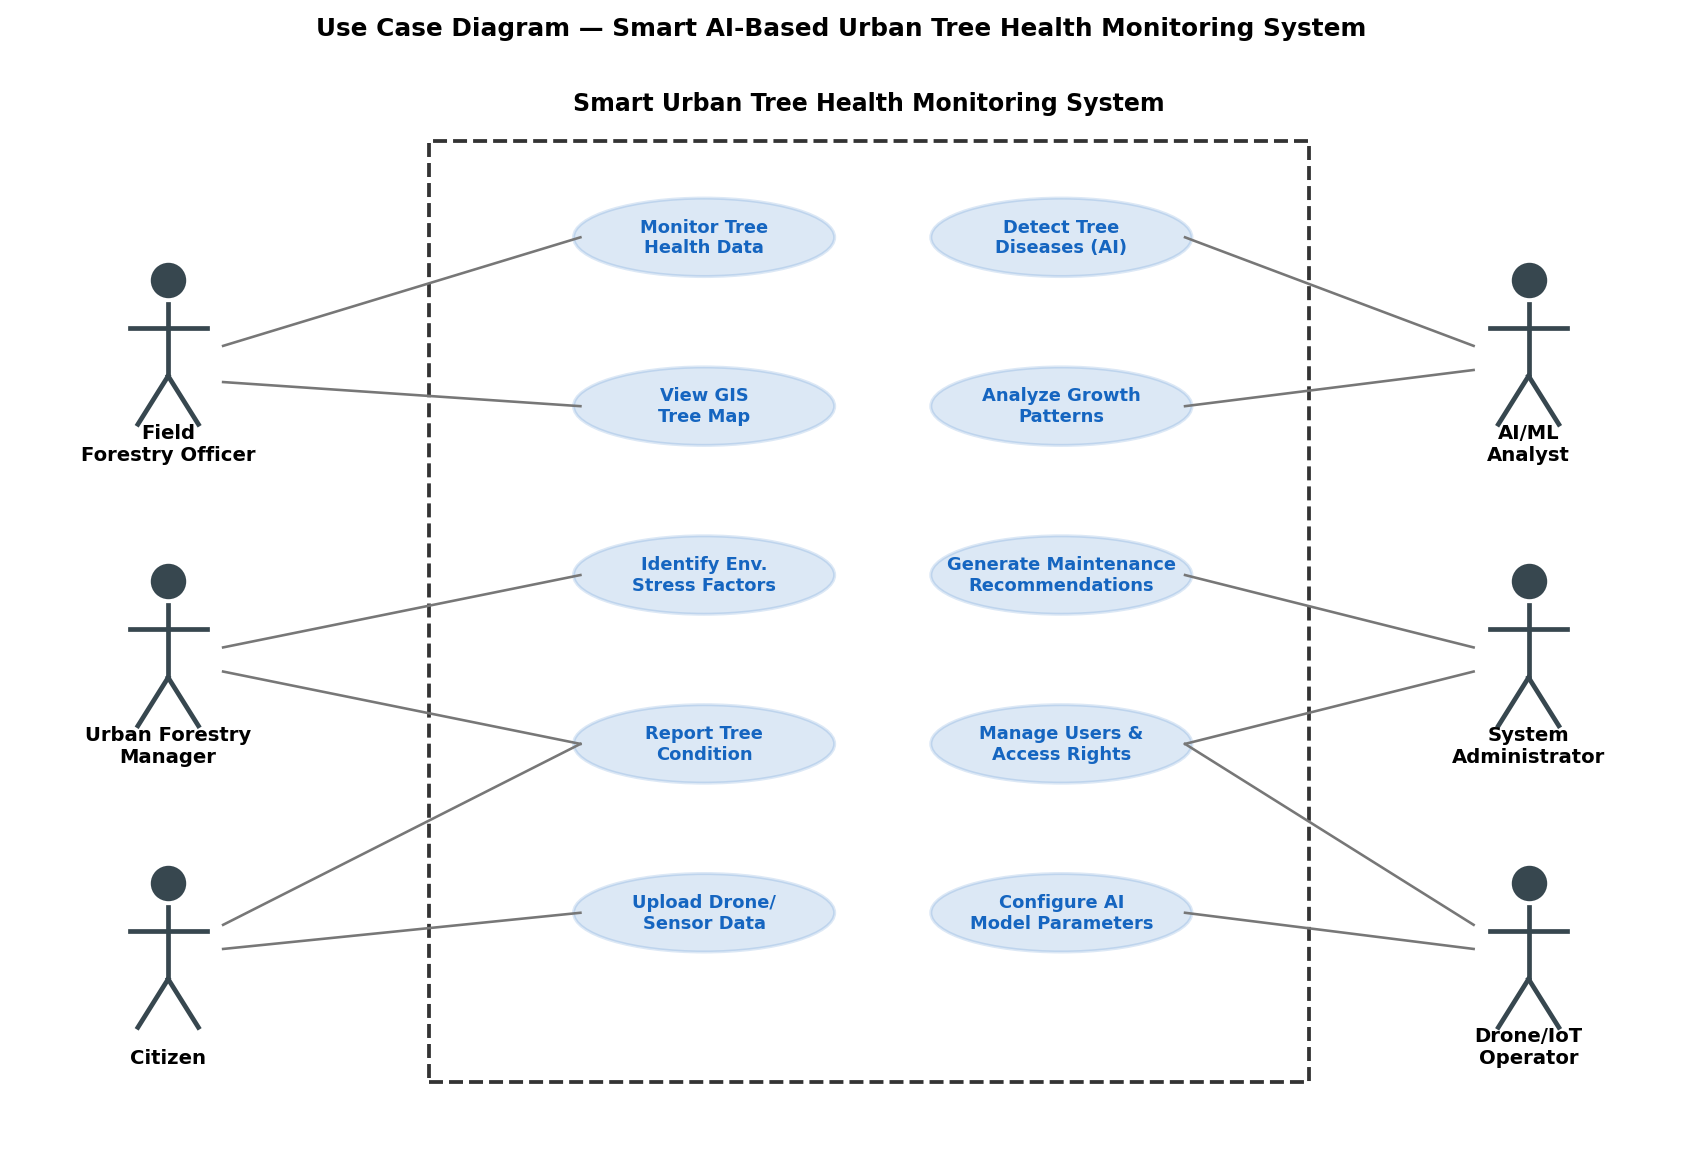 Use Case Diagram — Smart AI-Based Urban Tree Health Monitoring System
Smart Urban Tree Health Monitoring System
Monitor Tree
Health Data
Detect Tree
Diseases (AI)
Field
Forestry Officer
View GIS
Tree Map
Analyze Growth
Patterns
AI/ML
Analyst
Identify Env.
Stress Factors
Generate Maintenance
Recommendations
Urban Forestry
Manager
Report Tree
Condition
Manage Users &
Access Rights
System
Administrator
Upload Drone/
Sensor Data
Configure AI
Model Parameters
Citizen
Drone/IoT
Operator